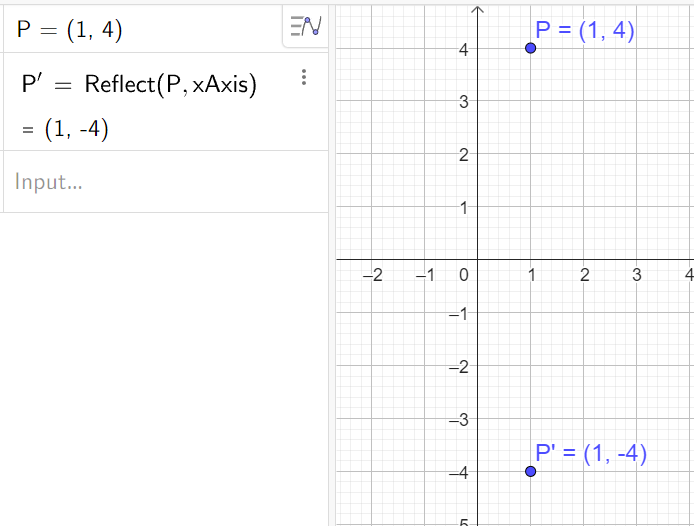 P = (1, 4)
P′ = Reflect(P, xAxis)
= (1, -4)
Input...
P = (1, 4)
4
3
2
1
–2 –1 0 1 2 3 4
–1
–2
–3
P' = (1, -4)
–4